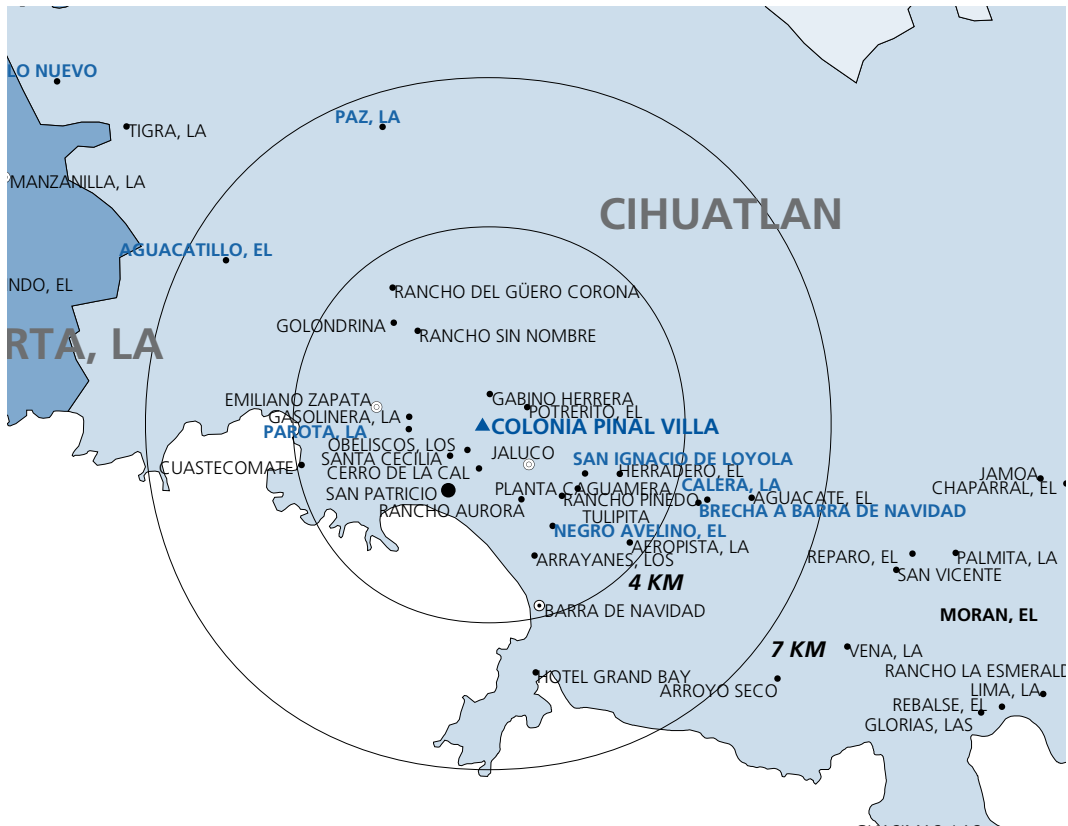 LO NUEVO
PAZ, LA
TIGRA, LA
MANZANILLA, LA
CIHUATLAN
AGUACATILLO, EL
NDO, EL
RANCHO DEL GÜERO CORONA
GOLONDRINA
RANCHO SIN NOMBRE
RTA, LA
EMILIANO ZAPATA
GABINO HERRERA
GASOLINERA, LA
POTRERITO, EL
PAROTA, LA
COLONIA PINAL VILLA
OBELISCOS, LOS
SANTA CECILIA
JALUCO
SAN IGNACIO DE LOYOLA
CUASTECOMATE
CERRO DE LA CAL
HERRADERO, EL
JAMOA
CALERA, LA
CHAPARRAL, EL
SAN PATRICIO
PLANTA CAGUAMERA
RANCHO PINEDO
AGUACATE, EL
RANCHO AURORA
TULIPITA
BRECHA A BARRA DE NAVIDAD
NEGRO AVELINO, EL
AEROPISTA, LA
ARRAYANES, LOS
REPARO, EL
PALMITA, LA
SAN VICENTE
4 KM
BARRA DE NAVIDAD
MORAN, EL
7 KM
VENA, LA
HOTEL GRAND BAY
RANCHO LA ESMERALD
ARROYO SECO
LIMA, LA
REBALSE, EL
GLORIAS, LAS